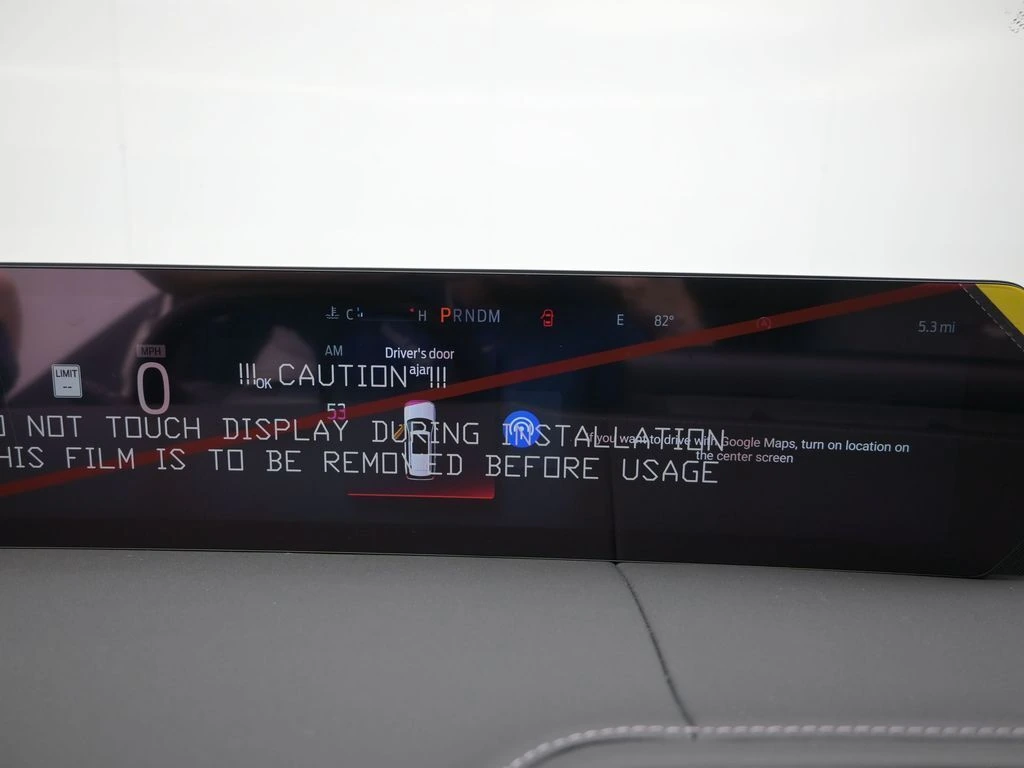 C H PRNDM E 82° 5.3 mi
AM
Driver's door
ajar
MPH
0
LIMIT
--
OK
53
!!! CAUTION !!!
NOT TOUCH DISPLAY DURING INSTALLATION
HIS FILM IS TO BE REMOVED BEFORE USAGE
If you want to drive with Google Maps, turn on location on
the center screen